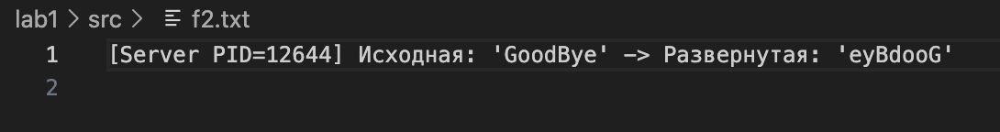 lab1 > src > f2.txt
1 [Server PID=12644] Исходная: 'GoodBye' -> Развернутая: 'eyBdooG'
2